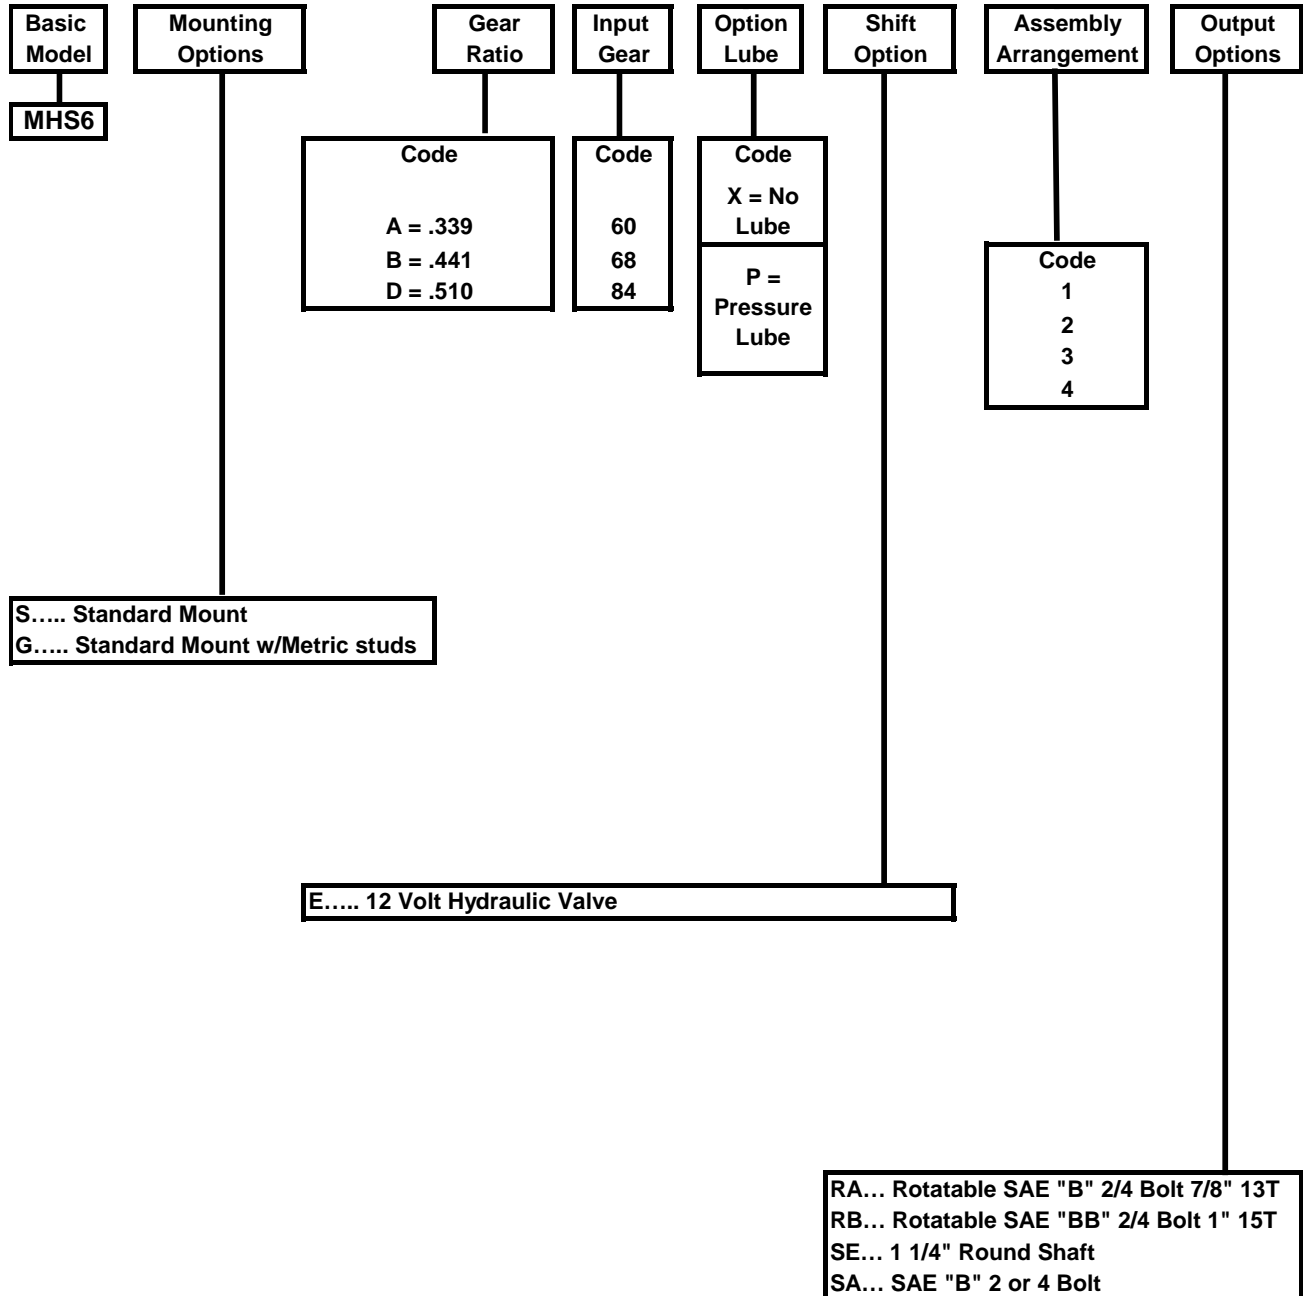 Basic
Model
Mounting
Options
Gear
Ratio
Input
Gear
Option
Lube
Shift
Option
Assembly
Arrangement
Output
Options
MHS6
Code
A = .339
B = .441
D = .510
Code
60
68
84
Code
X = No
Lube
P =
Pressure
Lube
Code
1
2
3
4
S….. Standard Mount
G….. Standard Mount w/Metric studs
E….. 12 Volt Hydraulic Valve
RA… Rotatable SAE "B" 2/4 Bolt 7/8" 13T
RB… Rotatable SAE "BB" 2/4 Bolt 1" 15T
SE… 1 1/4" Round Shaft
SA… SAE "B" 2 or 4 Bolt